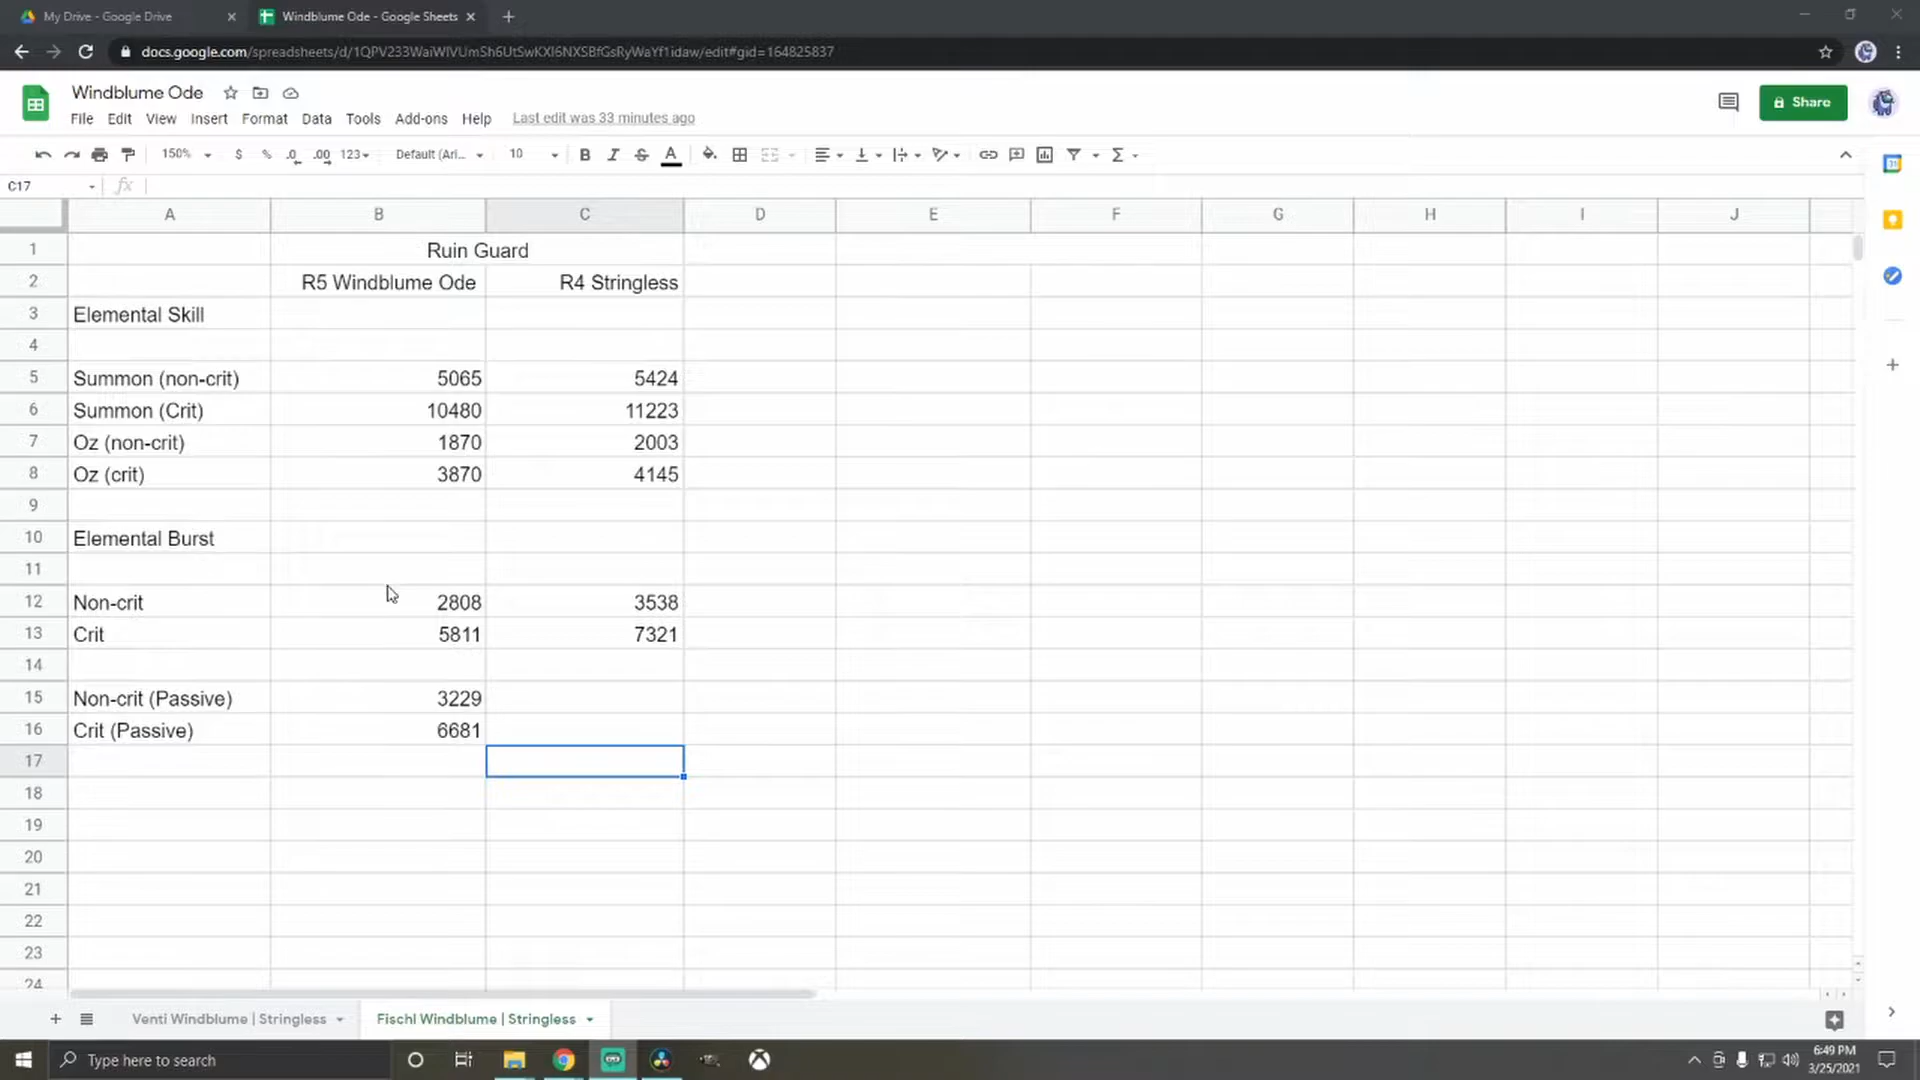 My Drive - Google Drive
Windblume Ode - Google Sheets
docs.google.com/spreadsheets/d/1QPV233WaiWlVUmSh6UtSwKXl6NXSBfGsRyWaYf1idaw/edit#gid=164825837
Windblume Ode
Share
File Edit View Insert Format Data Tools Add-ons Help Last edit was 33 minutes ago
150% $ % .0 .00 123 Default (Ari... 10 B I S A Σ
C17 fx
A B C D E F G H I J
1 Ruin Guard
2 R5 Windblume Ode R4 Stringless
3 Elemental Skill
4
5 Summon (non-crit) 5065 5424
6 Summon (Crit) 10480 11223
7 Oz (non-crit) 1870 2003
8 Oz (crit) 3870 4145
9
10 Elemental Burst
11
12 Non-crit 2808 3538
13 Crit 5811 7321
14
15 Non-crit (Passive) 3229
16 Crit (Passive) 6681
17
18
19
20
21
22
23
24
Venti Windblume | Stringless Fischl Windblume | Stringless
Type here to search
6:49 PM
3/25/2021